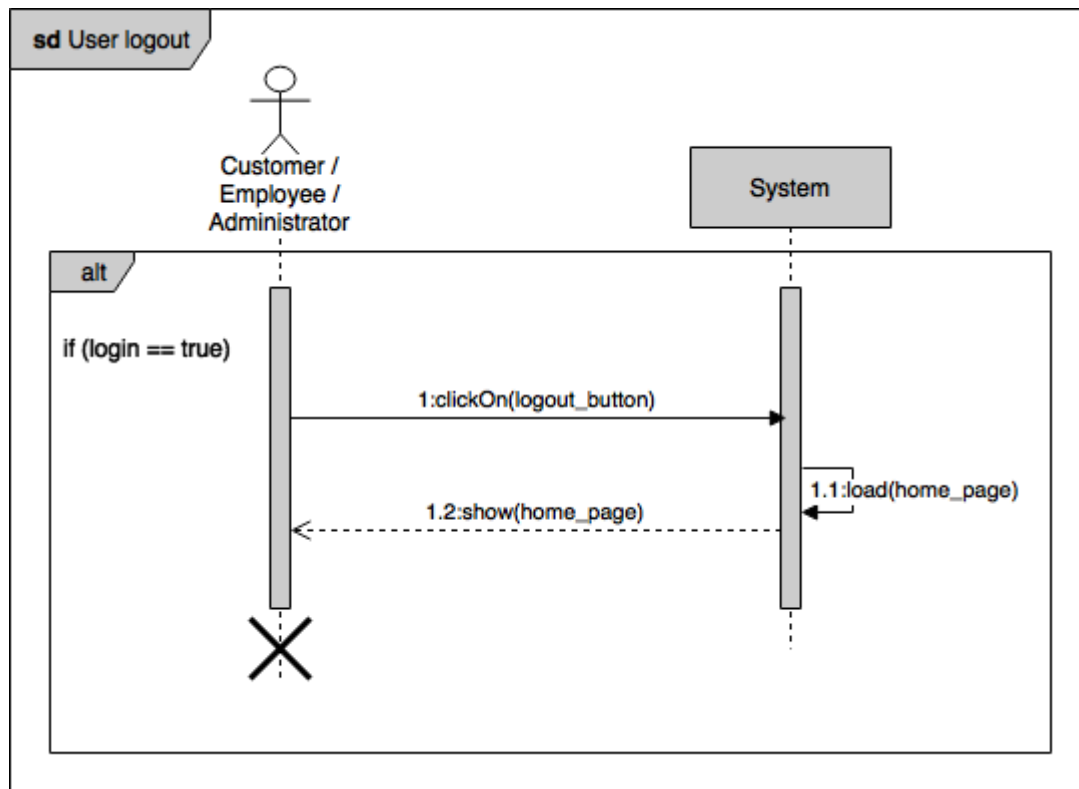 sd User logout
Customer /
Employee /
Administrator
System
alt
if (login == true)
1:clickOn(logout_button)
1.1:load(home_page)
1.2:show(home_page)